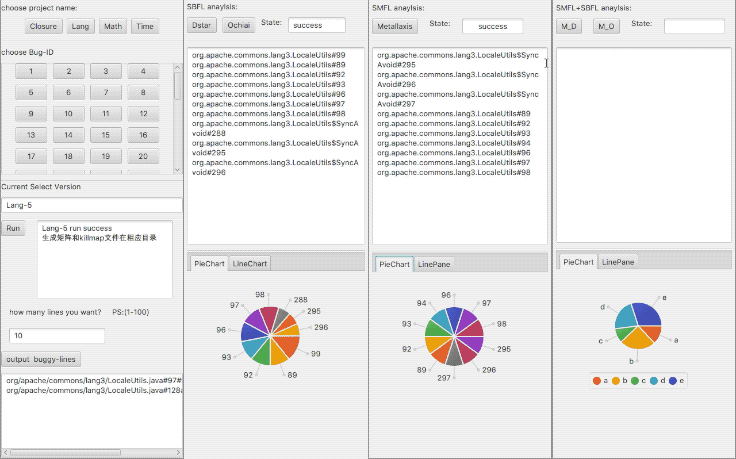 choose project name:
Closure
Lang
Math
Time
choose Bug-ID
1
2
3
4
5
6
7
8
9
10
11
12
13
14
15
16
17
18
19
20
Current Select Version
Lang-5
Run
Lang-5 run success
生成矩阵和killmap文件在相应目录
how many lines you want? PS:(1-100)
10
output buggy-lines
org/apache/commons/lang3/LocaleUtils.java#97#
org/apache/commons/lang3/LocaleUtils.java#128
SBFL anaylsis:
Dstar
Ochiai
State:
success
org.apache.commons.lang3.LocaleUtils#99
org.apache.commons.lang3.LocaleUtils#89
org.apache.commons.lang3.LocaleUtils#92
org.apache.commons.lang3.LocaleUtils#93
org.apache.commons.lang3.LocaleUtils#96
org.apache.commons.lang3.LocaleUtils#97
org.apache.commons.lang3.LocaleUtils#98
org.apache.commons.lang3.LocaleUtils$SyncA
void#288
org.apache.commons.lang3.LocaleUtils$SyncA
void#295
org.apache.commons.lang3.LocaleUtils$SyncA
void#296
PieChart
LineChart
98
288
97
295
96
296
93
99
92
89
SMFL anaylsis:
Metallaxis
State:
success
org.apache.commons.lang3.LocaleUtils$Sync
Avoid#295
org.apache.commons.lang3.LocaleUtils$Sync
Avoid#296
org.apache.commons.lang3.LocaleUtils$Sync
Avoid#297
org.apache.commons.lang3.LocaleUtils#89
org.apache.commons.lang3.LocaleUtils#92
org.apache.commons.lang3.LocaleUtils#93
org.apache.commons.lang3.LocaleUtils#94
org.apache.commons.lang3.LocaleUtils#96
org.apache.commons.lang3.LocaleUtils#97
org.apache.commons.lang3.LocaleUtils#98
PieChart
LinePane
96
94
97
93
98
92
295
89
296
297
SMFL+SBFL anaylsis:
M_D
M_O
State:
PieChart
LinePane
e
d
c
a
b
a
b
c
d
e